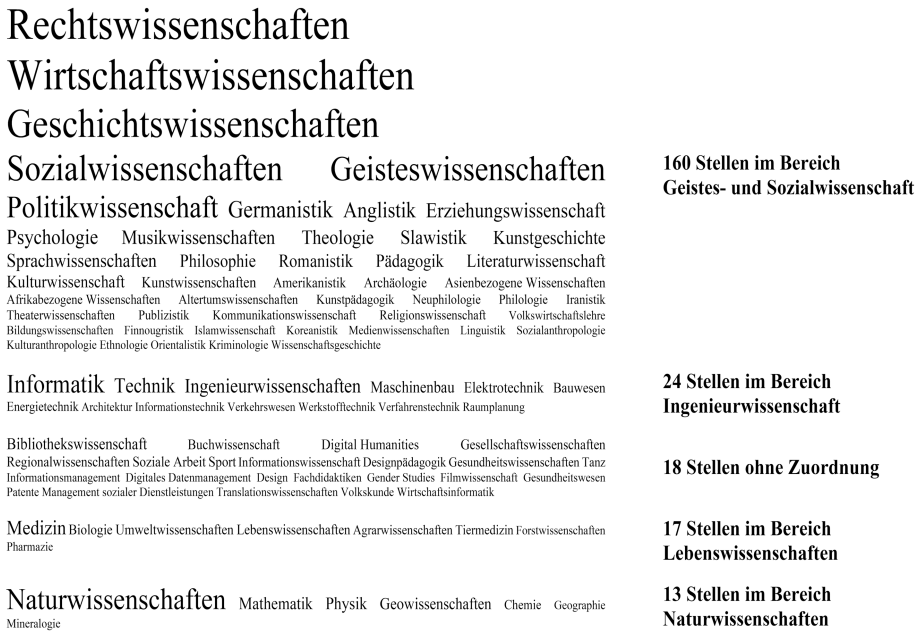 Rechtswissenschaften
Wirtschaftswissenschaften
Geschichtswissenschaften
Sozialwissenschaften Geisteswissenschaften
Politikwissenschaft Germanistik Anglistik Erziehungswissenschaft
Psychologie Musikwissenschaften Theologie Slawistik Kunstgeschichte
Sprachwissenschaften Philosophie Romanistik Pädagogik Literaturwissenschaft
Kulturwissenschaft Kunstwissenschaften Amerikanistik Archäologie Asienbezogene Wissenschaften
Afrikabezogene Wissenschaften Altertumswissenschaften Kunstpädagogik Neuphilologie Philologie Iranistik
Theaterwissenschaften Publizistik Kommunikationswissenschaft Religionswissenschaft Volkswirtschaftslehre
Bildungswissenschaften Finnougristik Islamwissenschaft Koreanistik Medienwissenschaften Linguistik Sozialanthropologie
Kulturanthropologie Ethnologie Orientalistik Kriminologie Wissenschaftsgeschichte
160 Stellen im Bereich
Geistes- und Sozialwissenschaft
Informatik Technik Ingenieurwissenschaften Maschinenbau Elektrotechnik Bauwesen
Energietechnik Architektur Informationstechnik Verkehrswesen Werkstofftechnik Verfahrenstechnik Raumplanung
24 Stellen im Bereich
Ingenieurwissenschaft
Bibliothekswissenschaft Buchwissenschaft Digital Humanities Gesellschaftswissenschaften
Regionalwissenschaften Soziale Arbeit Sport Informationswissenschaft Designpädagogik Gesundheitswissenschaften Tanz
Informationsmanagement Digitales Datenmanagement Design Fachdidaktiken Gender Studies Filmwissenschaft Gesundheitswesen
Patente Management sozialer Dienstleistungen Translationswissenschaften Volkskunde Wirtschaftsinformatik
18 Stellen ohne Zuordnung
Medizin Biologie Umweltwissenschaften Lebenswissenschaften Agrarwissenschaften Tiermedizin Forstwissenschaften
Pharmazie
17 Stellen im Bereich
Lebenswissenschaften
Naturwissenschaften Mathematik Physik Geowissenschaften Chemie Geographie
Mineralogie
13 Stellen im Bereich
Naturwissenschaften